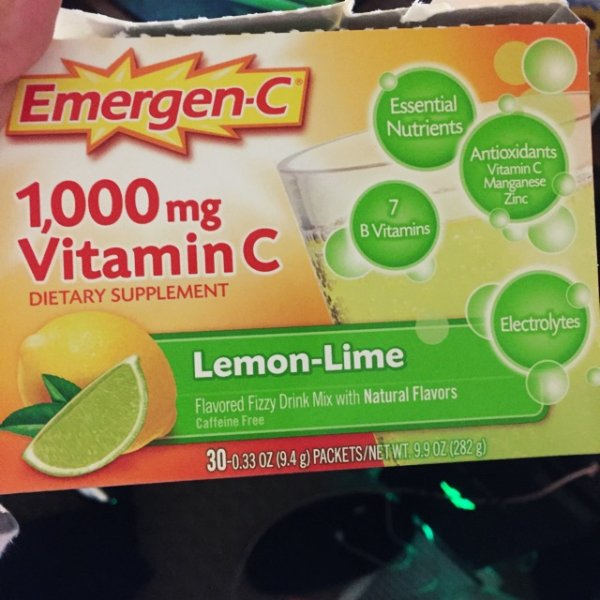 Emergen-C®
1,000 mg
Vitamin C
DIETARY SUPPLEMENT
Essential
Nutrients
Antioxidants
Vitamin C
Manganese
Zinc
7
B Vitamins
Electrolytes
Lemon-Lime
Flavored Fizzy Drink Mix with Natural Flavors
Caffeine Free
30-0.33 OZ (9.4 g) PACKETS/NET WT. 9.9 OZ (282 g)